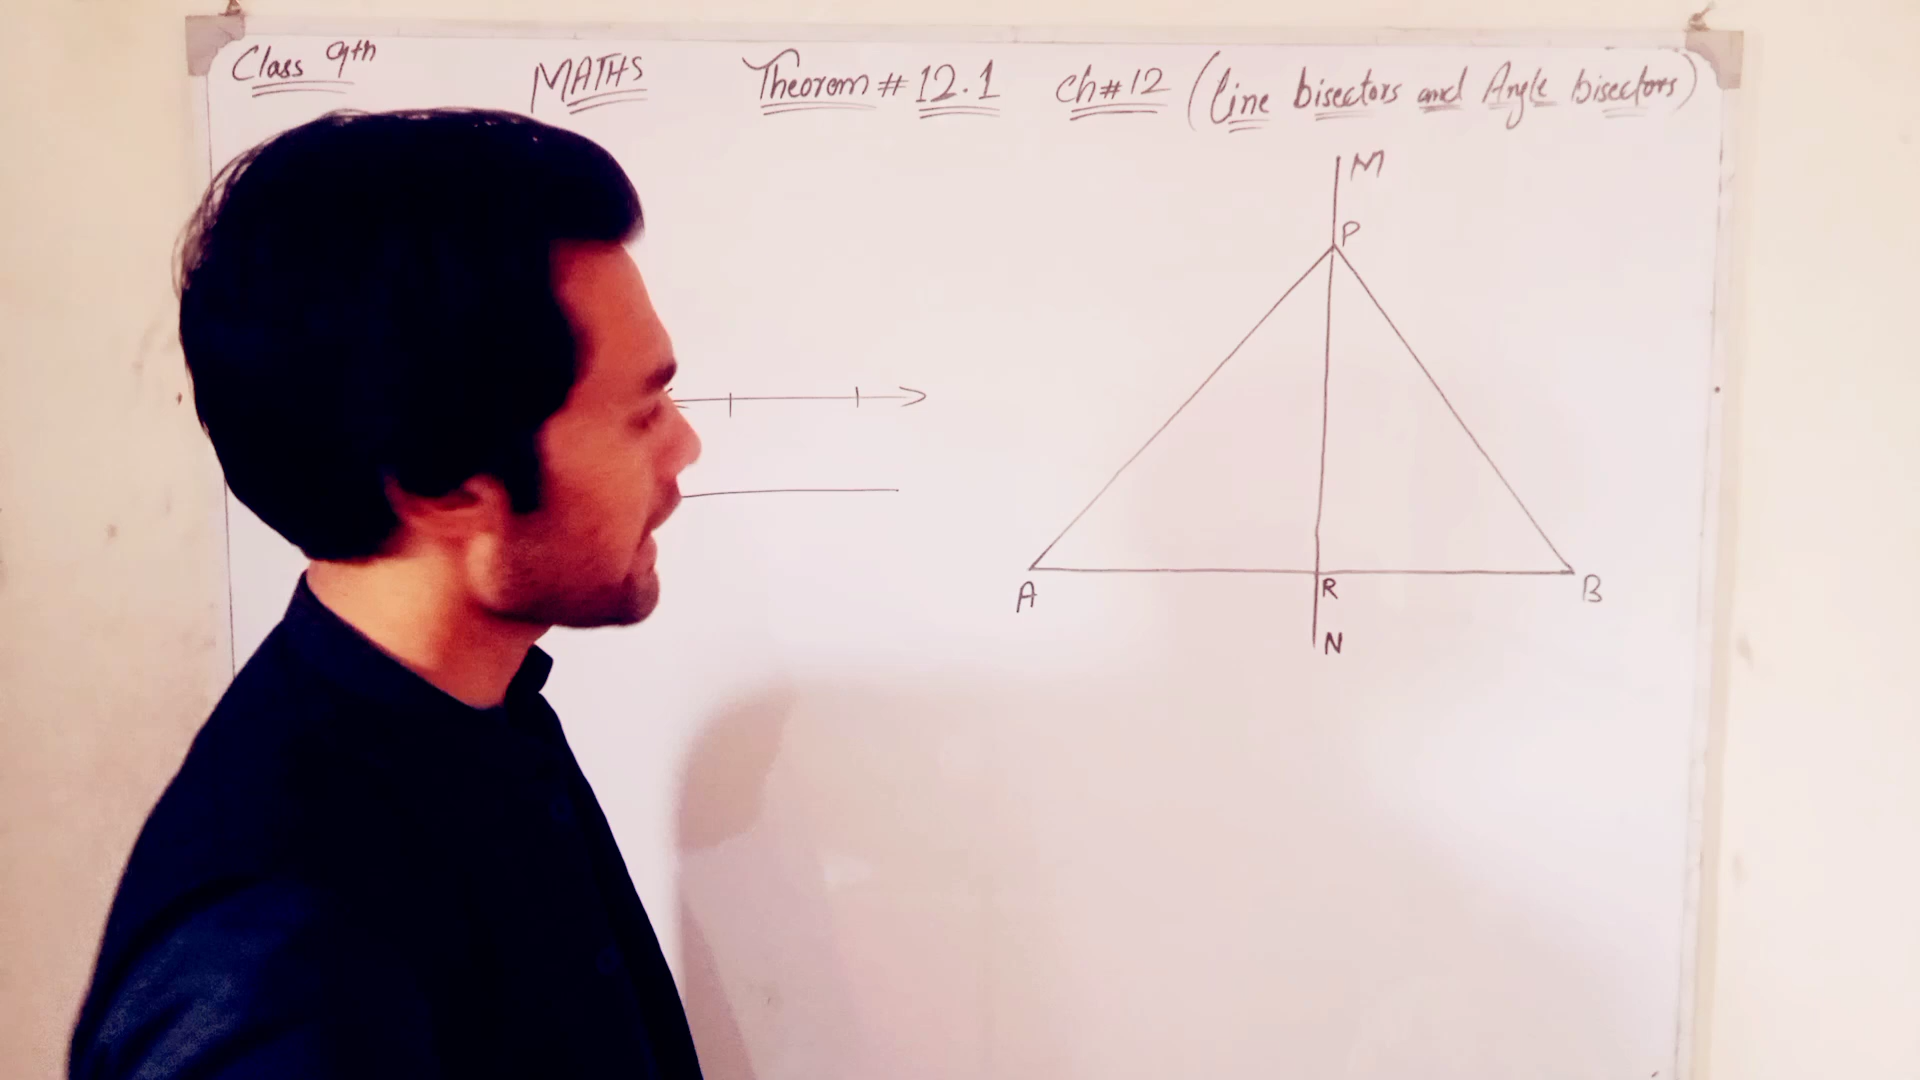 Class 9th MATHS Theorem # 12.1 Ch#12 (Line bisectors and Angle bisectors)
M
P
A R B
N